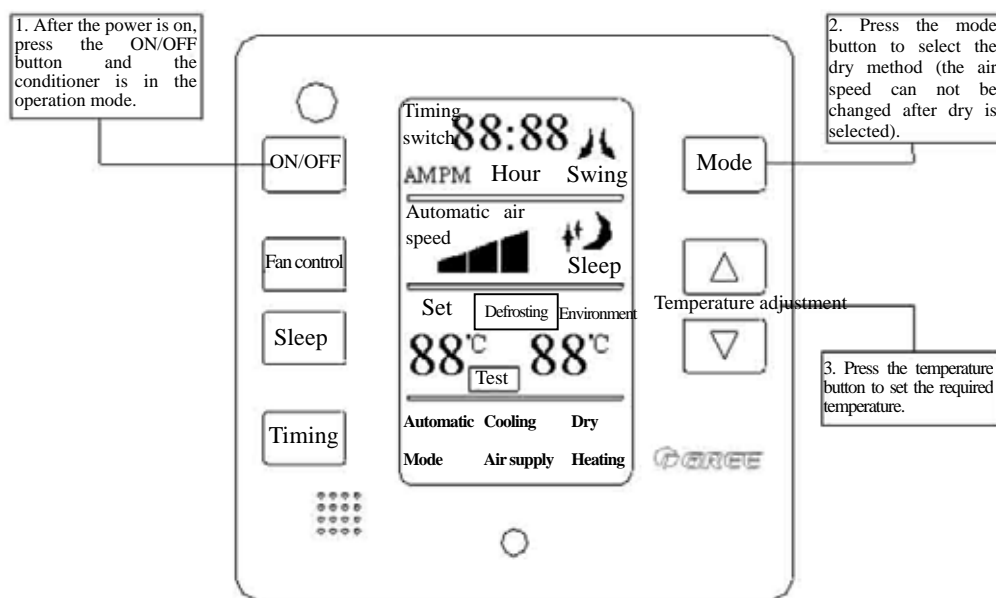 1. After the power is on,
press the ON/OFF
button and the
conditioner is in the
operation mode.
2. Press the mode
button to select the
dry method (the air
speed can not be
changed after dry is
selected).
Timing
switch 88:88
AMPM Hour Swing
ON/OFF
Mode
Automatic air
speed
Sleep
Fan control
Set Defrosting Environment
Temperature adjustment
Sleep
88℃ 88℃
Test
3. Press the temperature
button to set the required
temperature.
Automatic Cooling Dry
Timing
Mode Air supply Heating
GREE